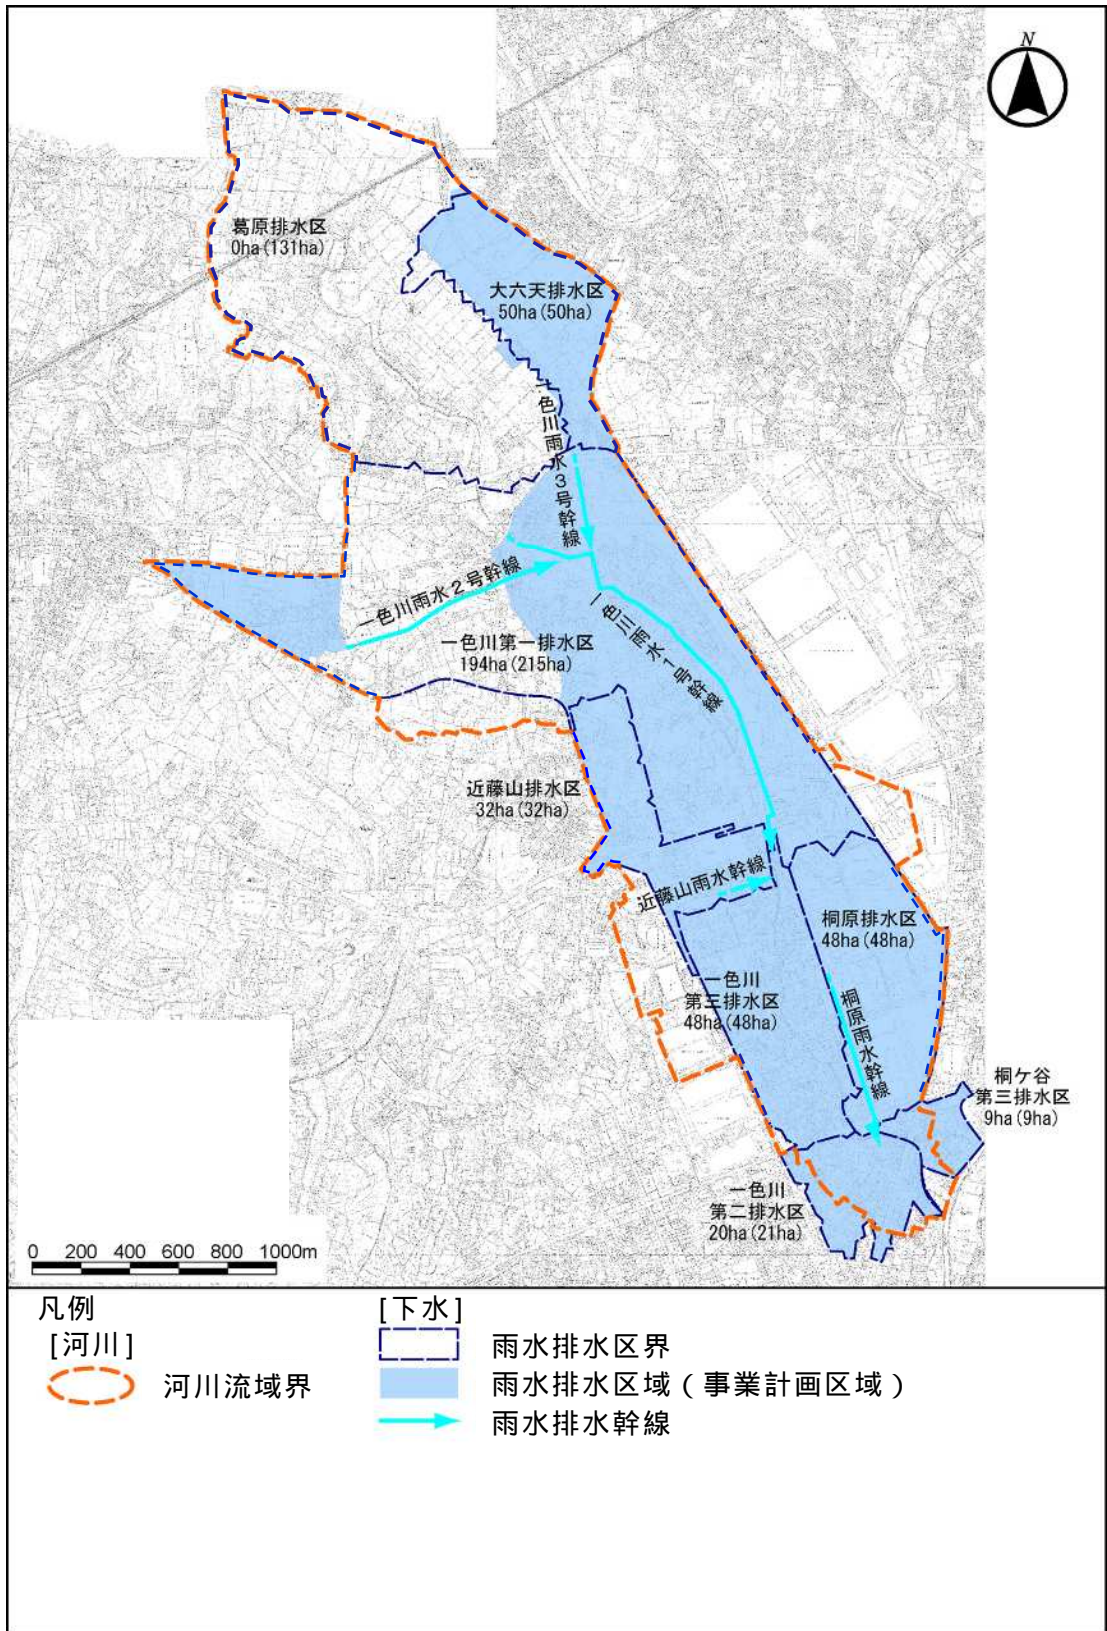 N
葛原排水区
0ha(131ha)
大六天排水区
50ha(50ha)
一色川雨水3号幹線
一色川雨水2号幹線
一色川第一排水区
194ha(215ha)
一色川雨水1号幹線
近藤山排水区
32ha(32ha)
近藤山雨水幹線
桐原排水区
48ha(48ha)
一色川
第三排水区
48ha(48ha)
桐原雨水幹線
桐ケ谷
第三排水区
9ha(9ha)
一色川
第二排水区
20ha(21ha)
0 200 400 600 800 1000m
凡例
[河川]
河川流域界
[下水]
雨水排水区界
雨水排水区域(事業計画区域)
雨水排水幹線